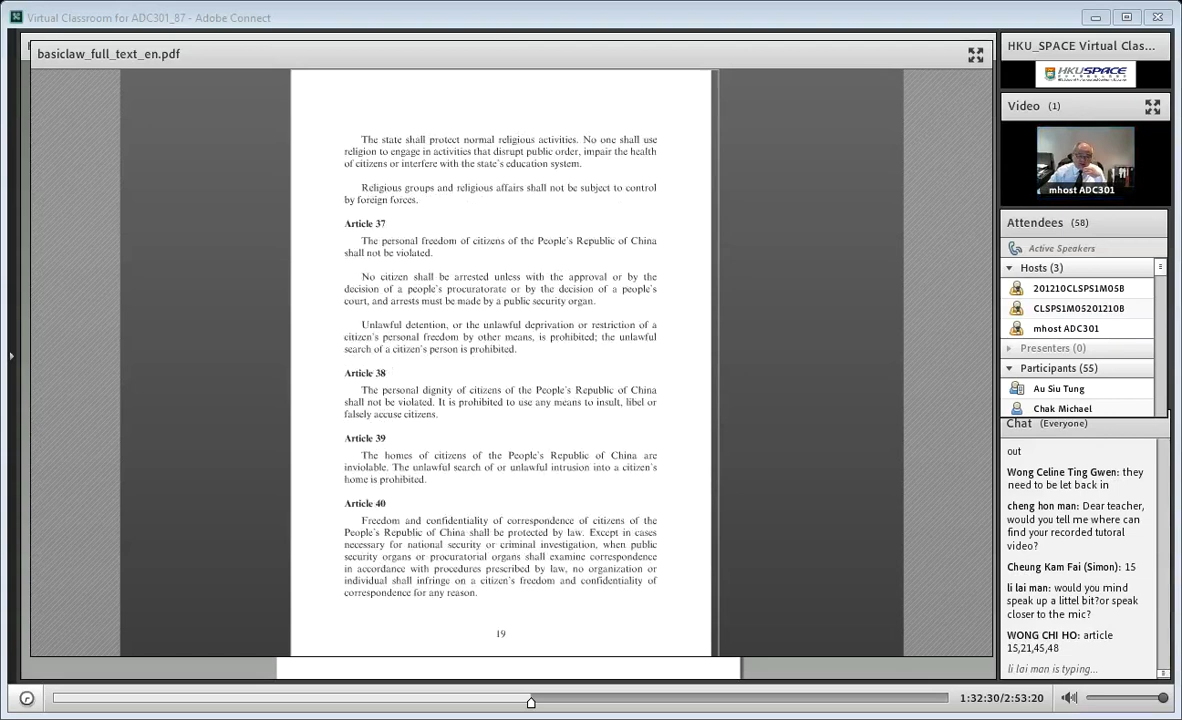 Virtual Classroom for ADC301_87 - Adobe Connect
basiclaw_full_text_en.pdf
The state shall protect normal religious activities. No one shall use
religion to engage in activities that disrupt public order, impair the health
of citizens or interfere with the state's education system.
Religious groups and religious affairs shall not be subject to control
by foreign forces.
Article 37
The personal freedom of citizens of the People's Republic of China
shall not be violated.
No citizen shall be arrested unless with the approval or by the
decision of a people's procuratorate or by the decision of a people's
court, and arrests must be made by a public security organ.
Unlawful detention, or the unlawful deprivation or restriction of a
citizen's personal freedom by other means, is prohibited; the unlawful
search of a citizen's person is prohibited.
Article 38
The personal dignity of citizens of the People's Republic of China
shall not be violated. It is prohibited to use any means to insult, libel or
falsely accuse citizens.
Article 39
The homes of citizens of the People's Republic of China are
inviolable. The unlawful search of or unlawful intrusion into a citizen's
home is prohibited.
Article 40
Freedom and confidentiality of correspondence of citizens of the
People's Republic of China shall be protected by law. Except in cases
necessary for national security or criminal investigation, when public
security organs or procuratorial organs shall examine correspondence
in accordance with procedures prescribed by law, no organization or
individual shall infringe on a citizen's freedom and confidentiality of
correspondence for any reason.
19
HKU_SPACE Virtual Clas...
HKU SPACE
Video (1)
mhost ADC301
Attendees (58)
Active Speakers
Hosts (3)
201210CLSPS1M05B
CLSPS1M05201210B
mhost ADC301
Presenters (0)
Participants (55)
Au Siu Tung
Chak Michael
Chat (Everyone)
out
Wong Celine Ting Gwen: they
need to be let back in
cheng hon man: Dear teacher,
would you tell me where can
find your recorded tutoral
video?
Cheung Kam Fai (Simon): 15
li lai man: would you mind
speak up a littel bit?or speak
closer to the mic?
WONG CHI HO: article
15,21,45,48
li lai man is typing...
1:32:30/2:53:20